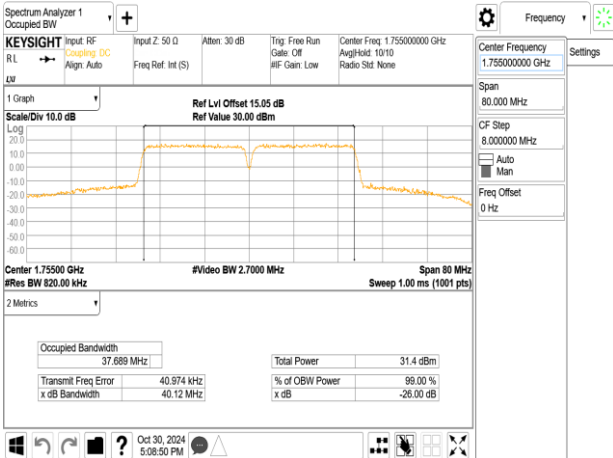 Spectrum Analyzer 1
Occupied BW
+
Frequency
Settings
KEYSIGHT
RL
LXI
Input: RF
Coupling: DC
Align: Auto
Input Z: 50 Ω
Freq Ref: Int (S)
Atten: 30 dB
Trig: Free Run
Gate: Off
#IF Gain: Low
Center Freq: 1.755000000 GHz
Avg|Hold: 10/10
Radio Std: None
Center Frequency
1.755000000 GHz
Span
80.000 MHz
CF Step
8.000000 MHz
Auto
Man
Freq Offset
0 Hz
1 Graph
Scale/Div 10.0 dB
Ref Lvl Offset 15.05 dB
Ref Value 30.00 dBm
Log
20.0
10.0
0.00
-10.0
-20.0
-30.0
-40.0
-50.0
-60.0
Center 1.75500 GHz
#Video BW 2.7000 MHz
Span 80 MHz
#Res BW 820.00 kHz
Sweep 1.00 ms (1001 pts)
2 Metrics
Occupied Bandwidth
37.689 MHz
Total Power 31.4 dBm
Transmit Freq Error 40.974 kHz
% of OBW Power 99.00 %
x dB Bandwidth 40.12 MHz
x dB -26.00 dB
?
Oct 30, 2024
5:08:50 PM